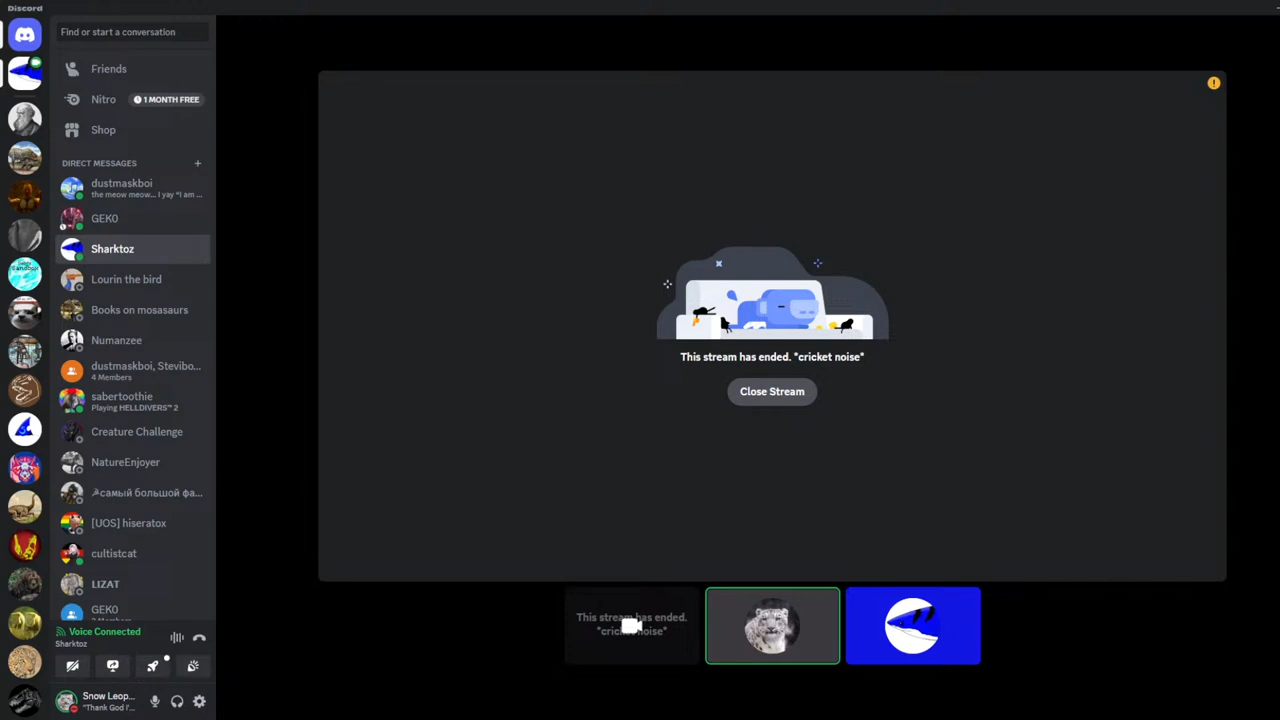 Discord
Find or start a conversation
Friends
Nitro
1 MONTH FREE
Shop
DIRECT MESSAGES
dustmaskboi
the meow meow... I yay "I am ...
GEK0
Sharktoz
Lourin the bird
Books on mosasaurs
Numanzee
dustmaskboi, Stevibo...
4 Members
sabertoothie
Playing HELLDIVERS™ 2
Creature Challenge
NatureEnjoyer
самый большой фа...
[UOS] hiseratox
cultistcat
LIZAT
GEK0
Voice Connected
Sharktoz
Snow Leop...
"Thank God I'...
This stream has ended. *cricket noise*
Close Stream
This stream has ended.
*cricket noise*